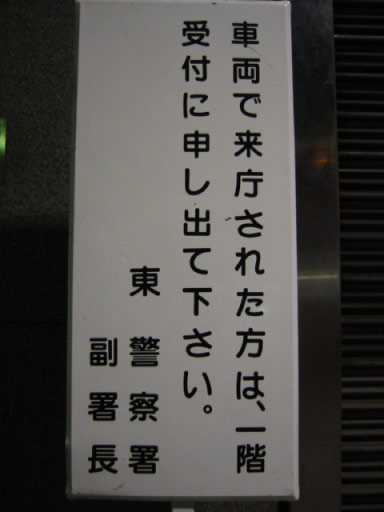 車両で来庁された方は、一階
受付に申し出て下さい。
東警察署
副署長